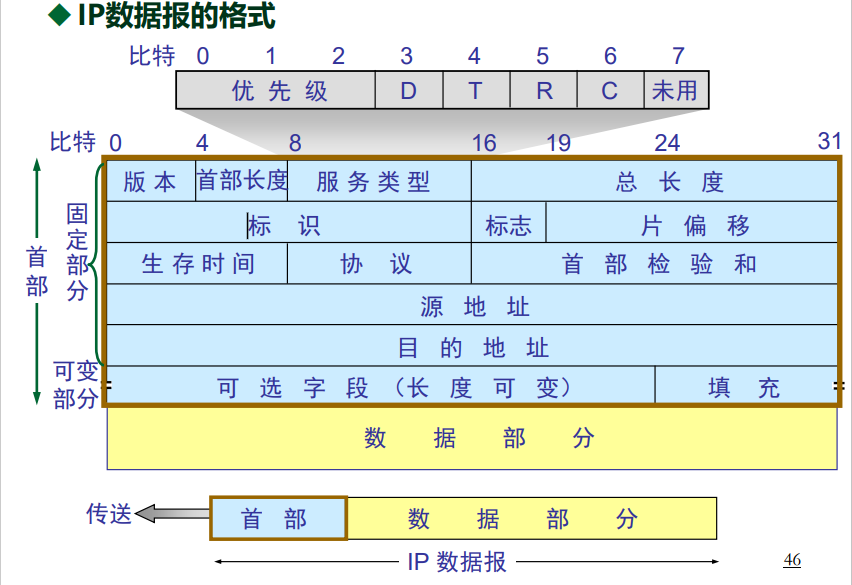 ◆ IP数据报的格式
比特 0 1 2 3 4 5 6 7
优先级 D T R C 未用
比特 0 4 8 16 19 24 31
版本 首部长度 服务类型 总长度
标识 标志 片偏移
生存时间 协议 首部检验和
源地址
目的地址
可选字段（长度可变） 填充
首部
固定部分
可变部分
数据部分
传送 首部 数据部分
IP 数据报
46